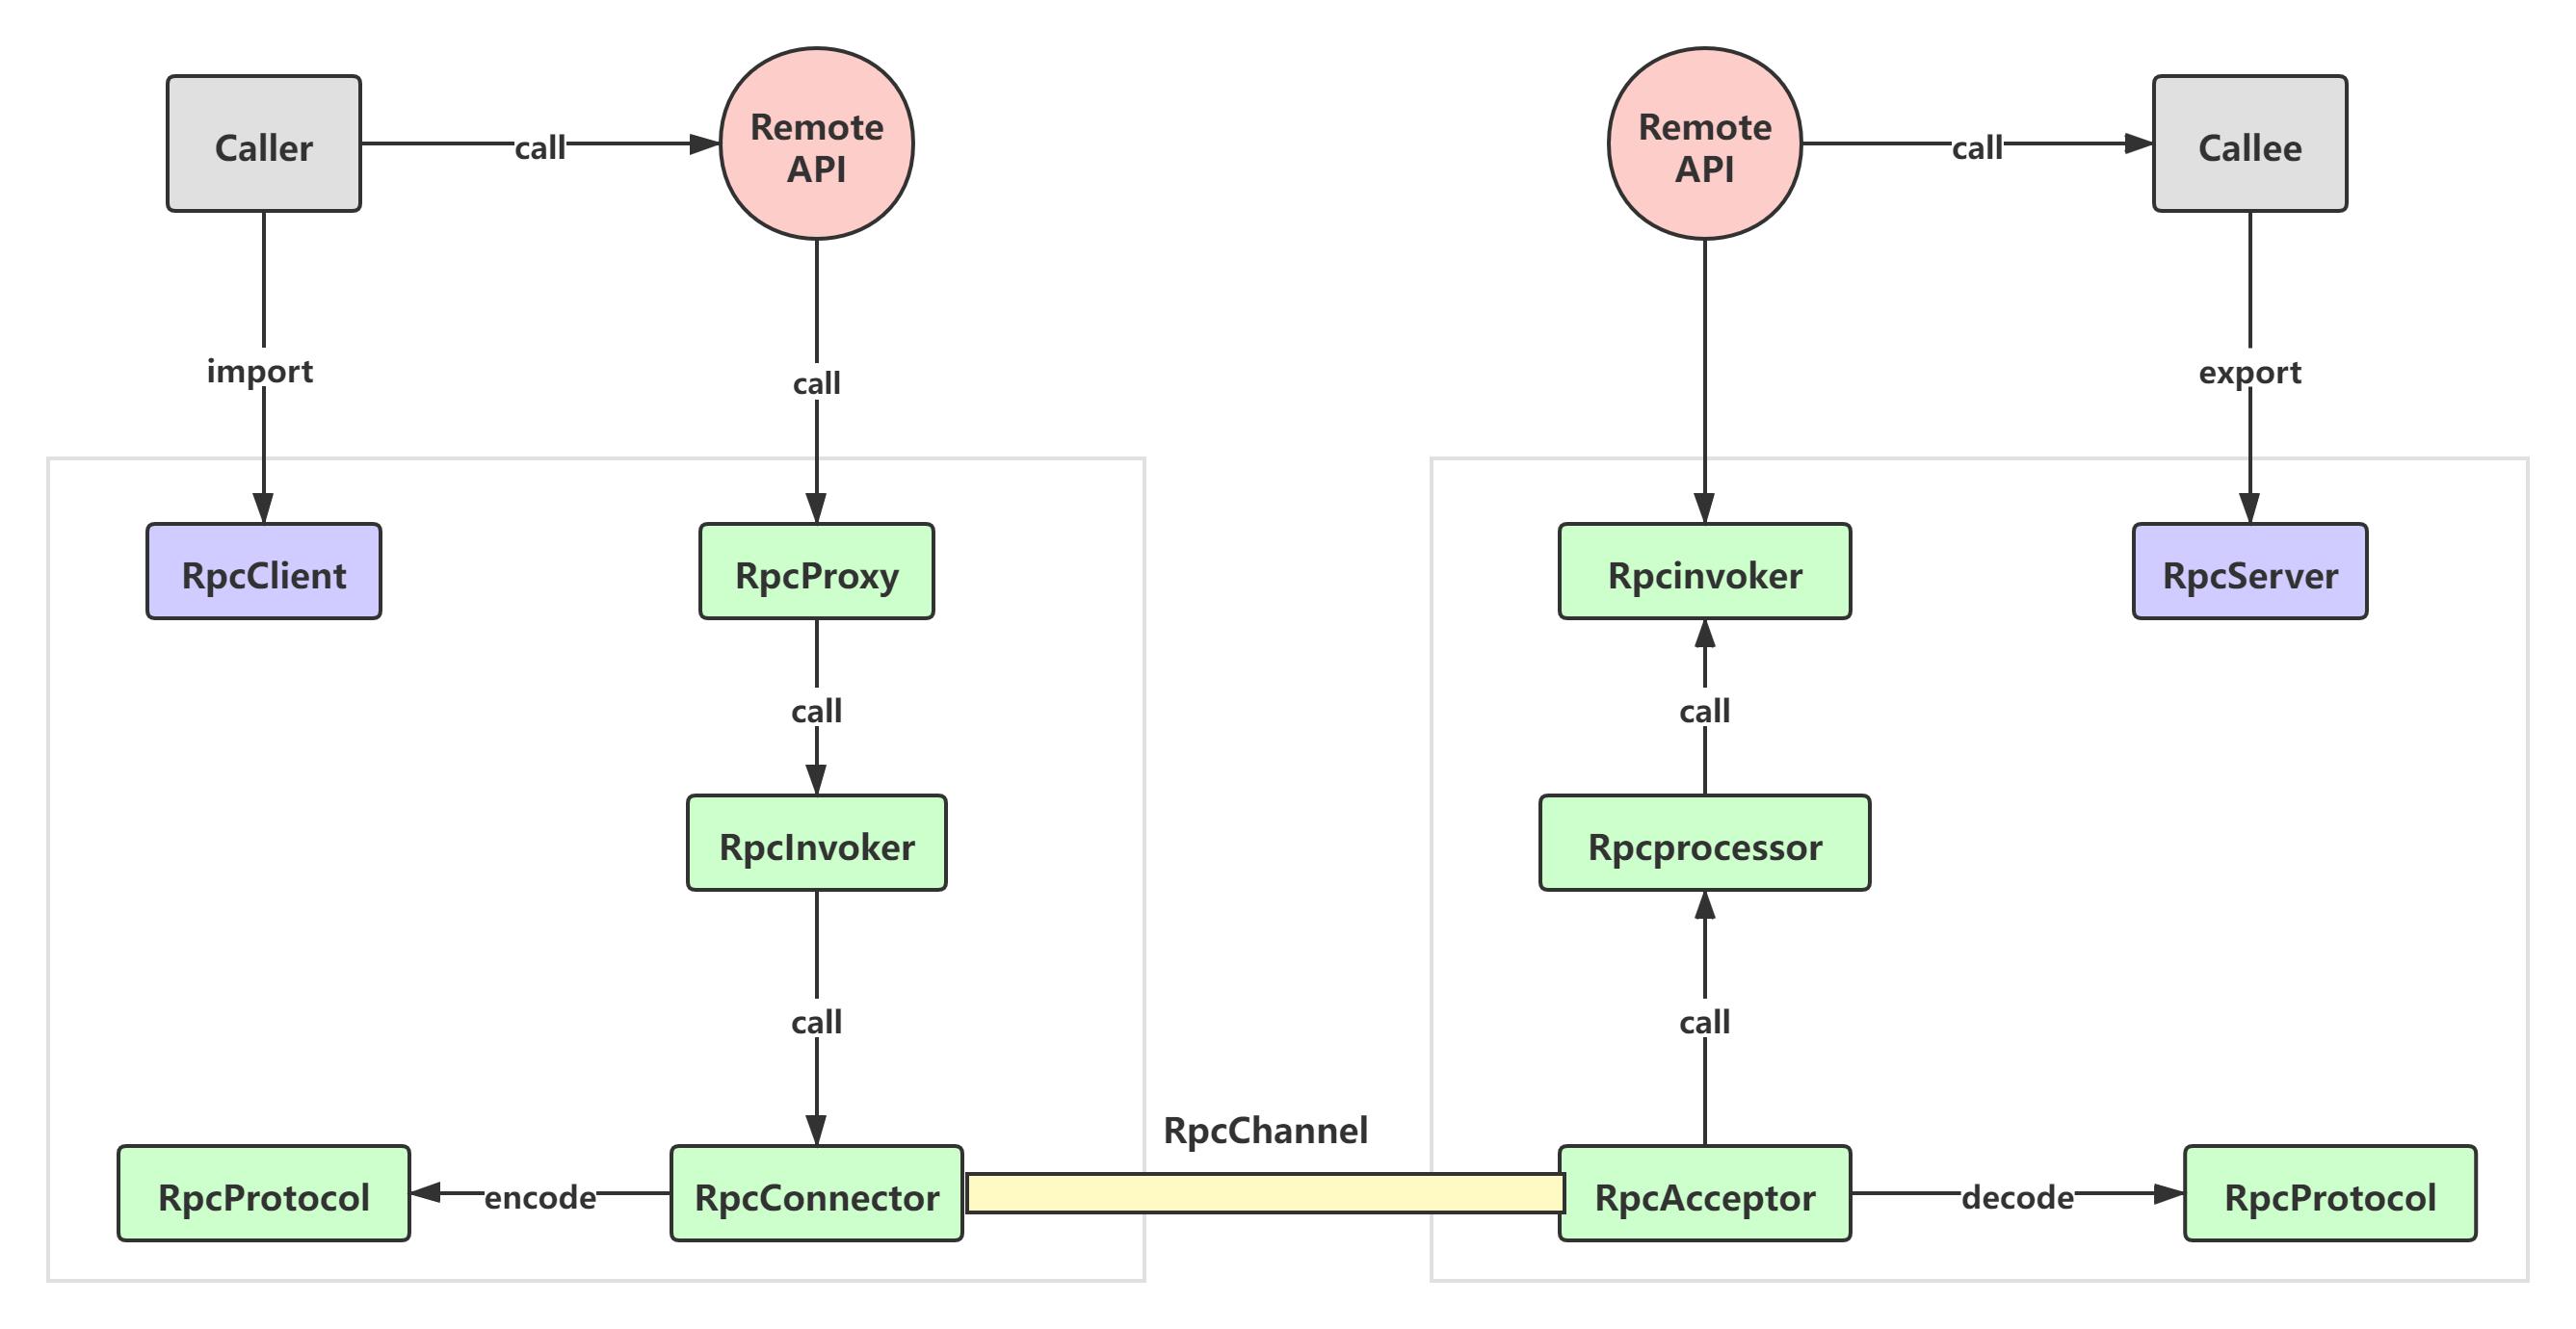 Caller
call
Remote
API
Remote
API
call
Callee
import
call
export
RpcClient
RpcProxy
Rpcinvoker
RpcServer
call
call
RpcInvoker
Rpcprocessor
call
call
RpcChannel
RpcProtocol
encode
RpcConnector
RpcAcceptor
decode
RpcProtocol